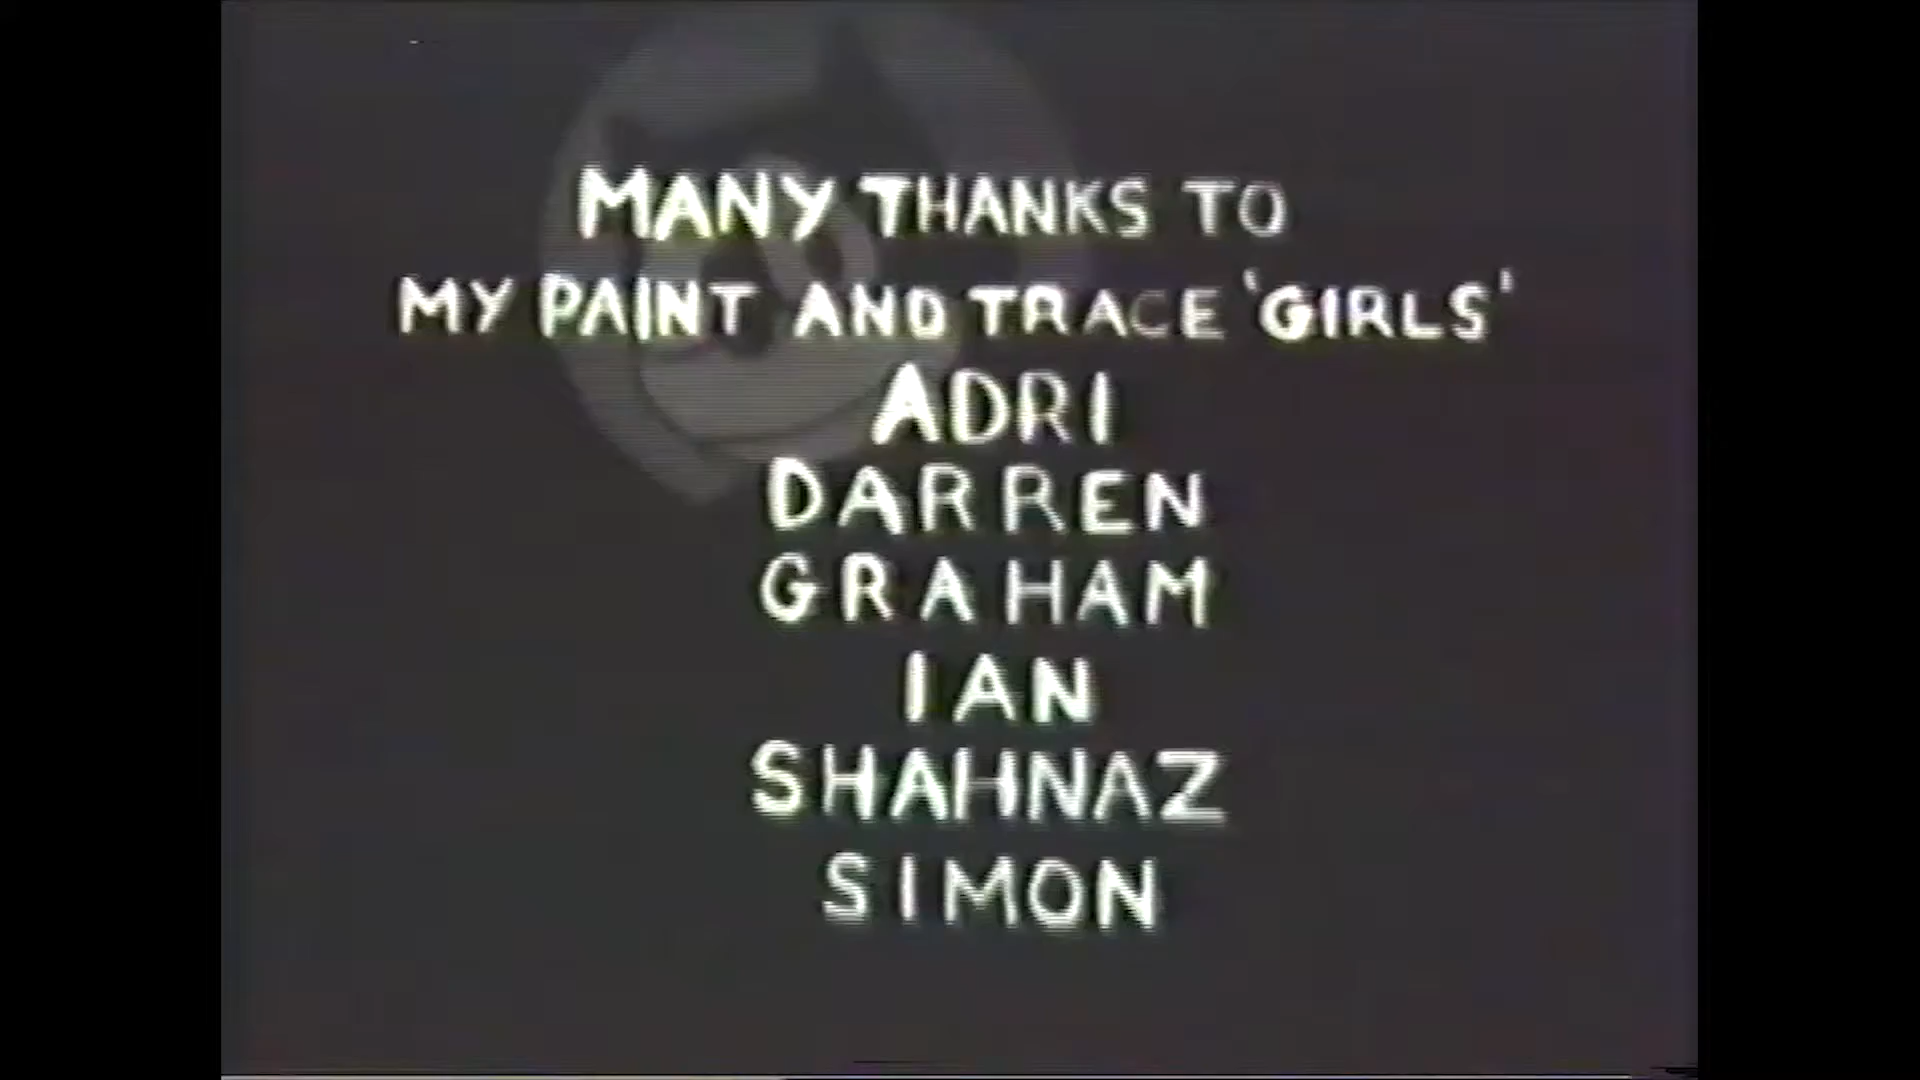 MANY THANKS TO
MY PAINT AND TRACE 'GIRLS'
ADRI
DARREN
GRAHAM
IAN
SHAHNAZ
SIMON